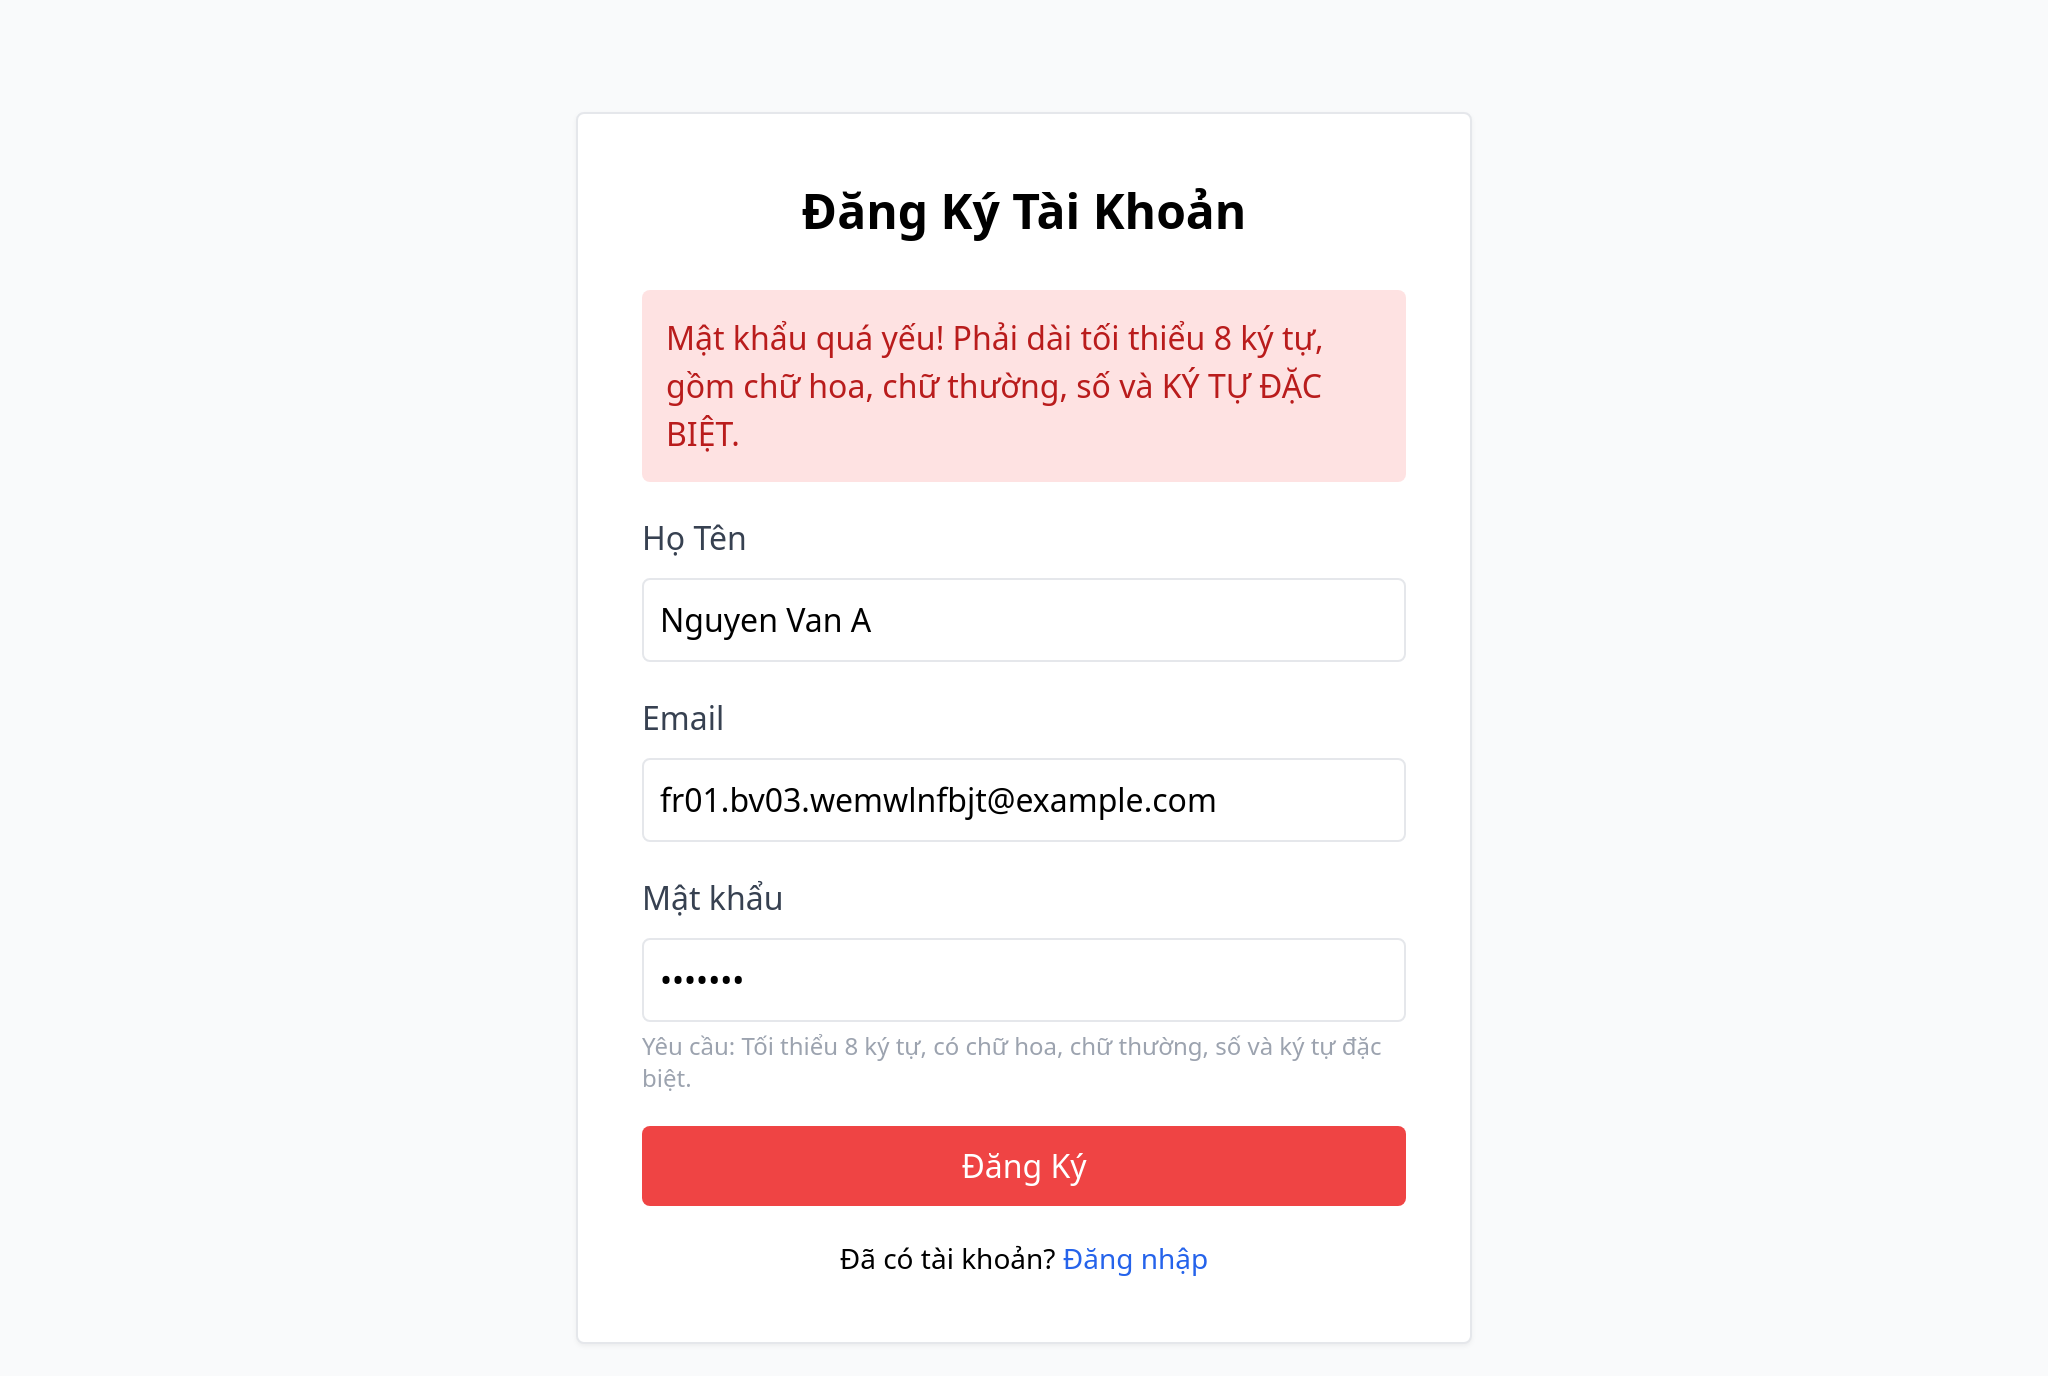 Đăng Ký Tài Khoản
Mật khẩu quá yếu! Phải dài tối thiểu 8 ký tự,
gồm chữ hoa, chữ thường, số và KÝ TỰ ĐẶC
BIỆT.
Họ Tên
Nguyen Van A
Email
fr01.bv03.wemwlnfbjt@example.com
Mật khẩu
•••••••
Yêu cầu: Tối thiểu 8 ký tự, có chữ hoa, chữ thường, số và ký tự đặc
biệt.
Đăng Ký
Đã có tài khoản? Đăng nhập